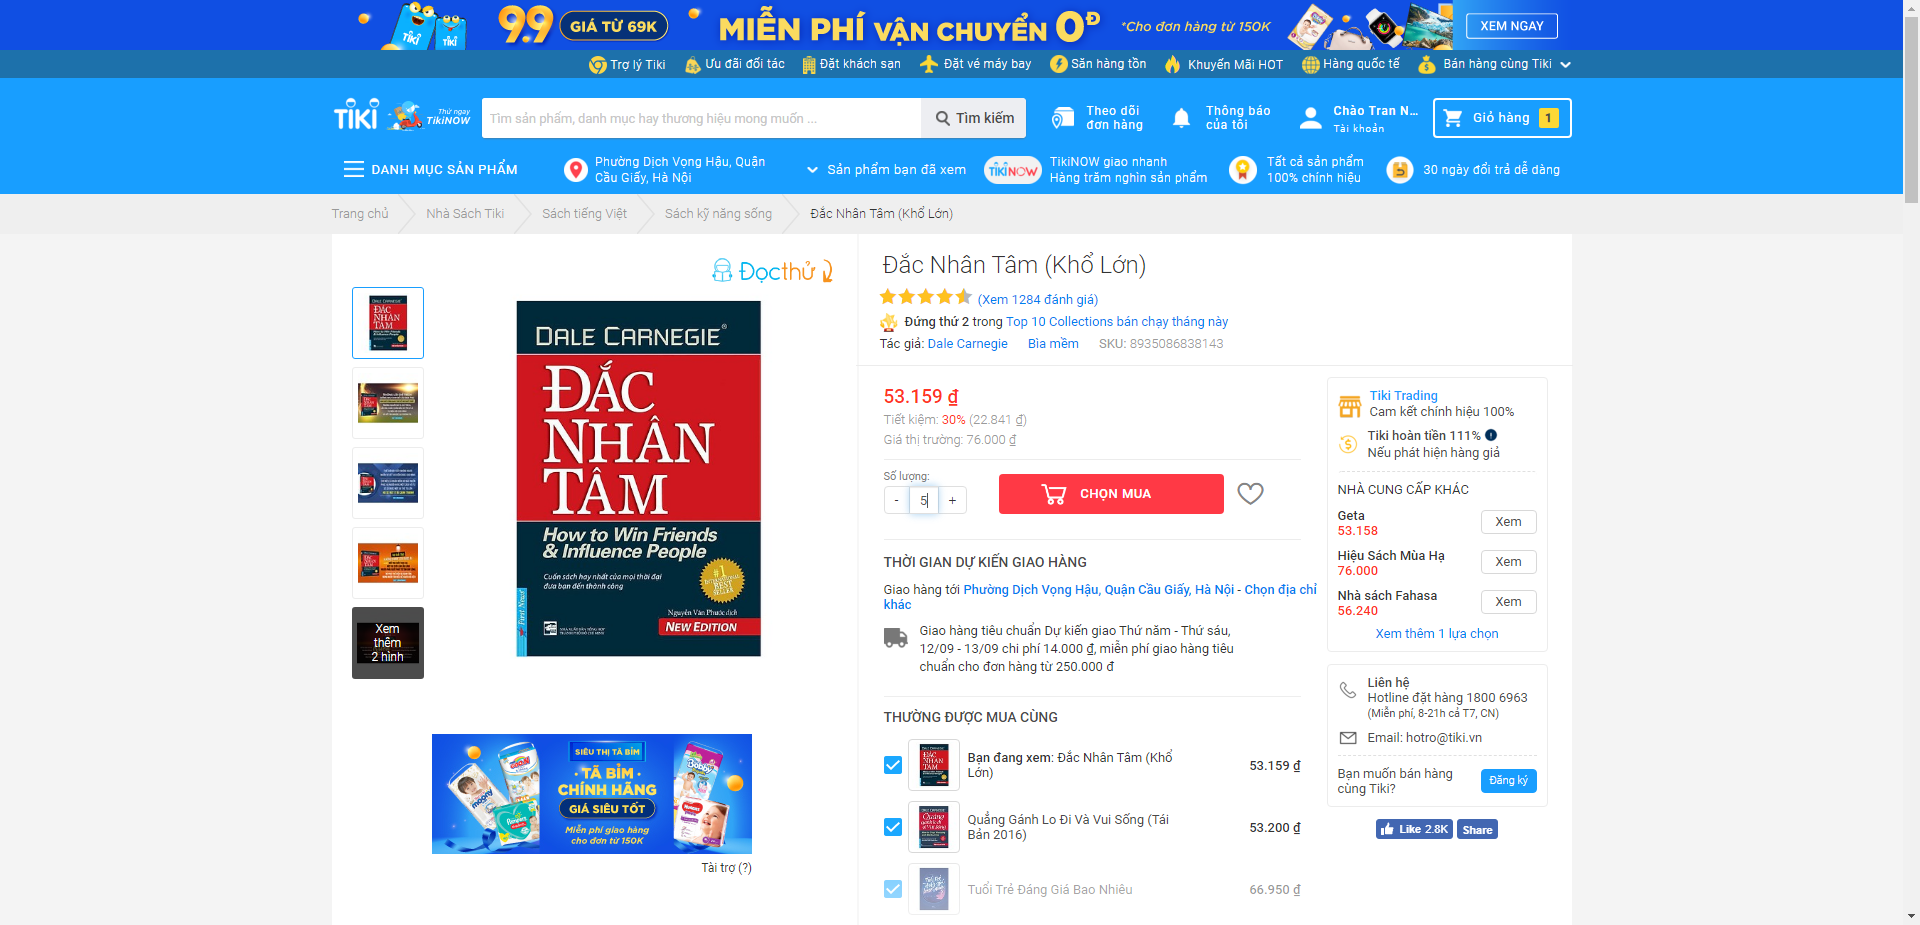 TIKI
TIKI
9.9
GIÁ TỪ 69K
MIỄN PHÍ VẬN CHUYỂN 0Đ
*Cho đơn hàng từ 150K
XEM NGAY
Trợ lý Tiki
Ưu đãi đối tác
Đặt khách sạn
Đặt vé máy bay
Săn hàng tồn
Khuyến Mãi HOT
Hàng quốc tế
Bán hàng cùng Tiki
TIKI
Thử ngay
TikiNOW
Tìm sản phẩm, danh mục hay thương hiệu mong muốn ...
Tìm kiếm
Theo dõi
đơn hàng
Thông báo
của tôi
Chào Tran N...
Tài khoản
Giỏ hàng 1
DANH MỤC SẢN PHẨM
Phường Dịch Vọng Hậu, Quận
Cầu Giấy, Hà Nội
Sản phẩm bạn đã xem
TIKINOW
TikiNOW giao nhanh
Hàng trăm nghìn sản phẩm
Tất cả sản phẩm
100% chính hiệu
30 ngày đổi trả dễ dàng
Trang chủ
Nhà Sách Tiki
Sách tiếng Việt
Sách kỹ năng sống
Đắc Nhân Tâm (Khổ Lớn)
Đọc thử
DALE CARNEGIE®
ĐẮC
NHÂN
TÂM
How to Win Friends
& Influence People
Cuốn sách hay nhất của mọi thời đại
đưa bạn đến thành công
#1
INTERNATIONAL
BEST
SELLER
Nguyễn Văn Phước dịch
NEW EDITION
First News
Xem
thêm
2 hình
SIÊU THỊ TÃ BỈM
TÃ BỈM
CHÍNH HÃNG
GIÁ SIÊU TỐT
Miễn phí giao hàng
cho đơn từ 150K
moony
Bobby
Pampers
Huggies
Tài trợ (?)
Đắc Nhân Tâm (Khổ Lớn)
(Xem 1284 đánh giá)
Đứng thứ 2 trong Top 10 Collections bán chạy tháng này
Tác giả: Dale Carnegie Bìa mềm SKU: 8935086838143
53.159 ₫
Tiết kiệm: 30% (22.841 ₫)
Giá thị trường: 76.000 ₫
Số lượng:
- 5 +
CHỌN MUA
THỜI GIAN DỰ KIẾN GIAO HÀNG
Giao hàng tới Phường Dịch Vọng Hậu, Quận Cầu Giấy, Hà Nội - Chọn địa chỉ
khác
Giao hàng tiêu chuẩn Dự kiến giao Thứ năm - Thứ sáu,
12/09 - 13/09 chi phí 14.000 ₫, miễn phí giao hàng tiêu
chuẩn cho đơn hàng từ 250.000 đ
THƯỜNG ĐƯỢC MUA CÙNG
Bạn đang xem: Đắc Nhân Tâm (Khổ
Lớn)
53.159 ₫
Quẳng Gánh Lo Đi Và Vui Sống (Tái
Bản 2016)
53.200 ₫
Tuổi Trẻ Đáng Giá Bao Nhiêu
66.950 ₫
Tiki Trading
Cam kết chính hiệu 100%
Tiki hoàn tiền 111%
Nếu phát hiện hàng giả
NHÀ CUNG CẤP KHÁC
Geta
53.158
Xem
Hiệu Sách Mùa Hạ
76.000
Xem
Nhà sách Fahasa
56.240
Xem
Xem thêm 1 lựa chọn
Liên hệ
Hotline đặt hàng 1800 6963
(Miễn phí, 8-21h cả T7, CN)
Email: hotro@tiki.vn
Bạn muốn bán hàng
cùng Tiki?
Đăng ký
Like 2.8K
Share